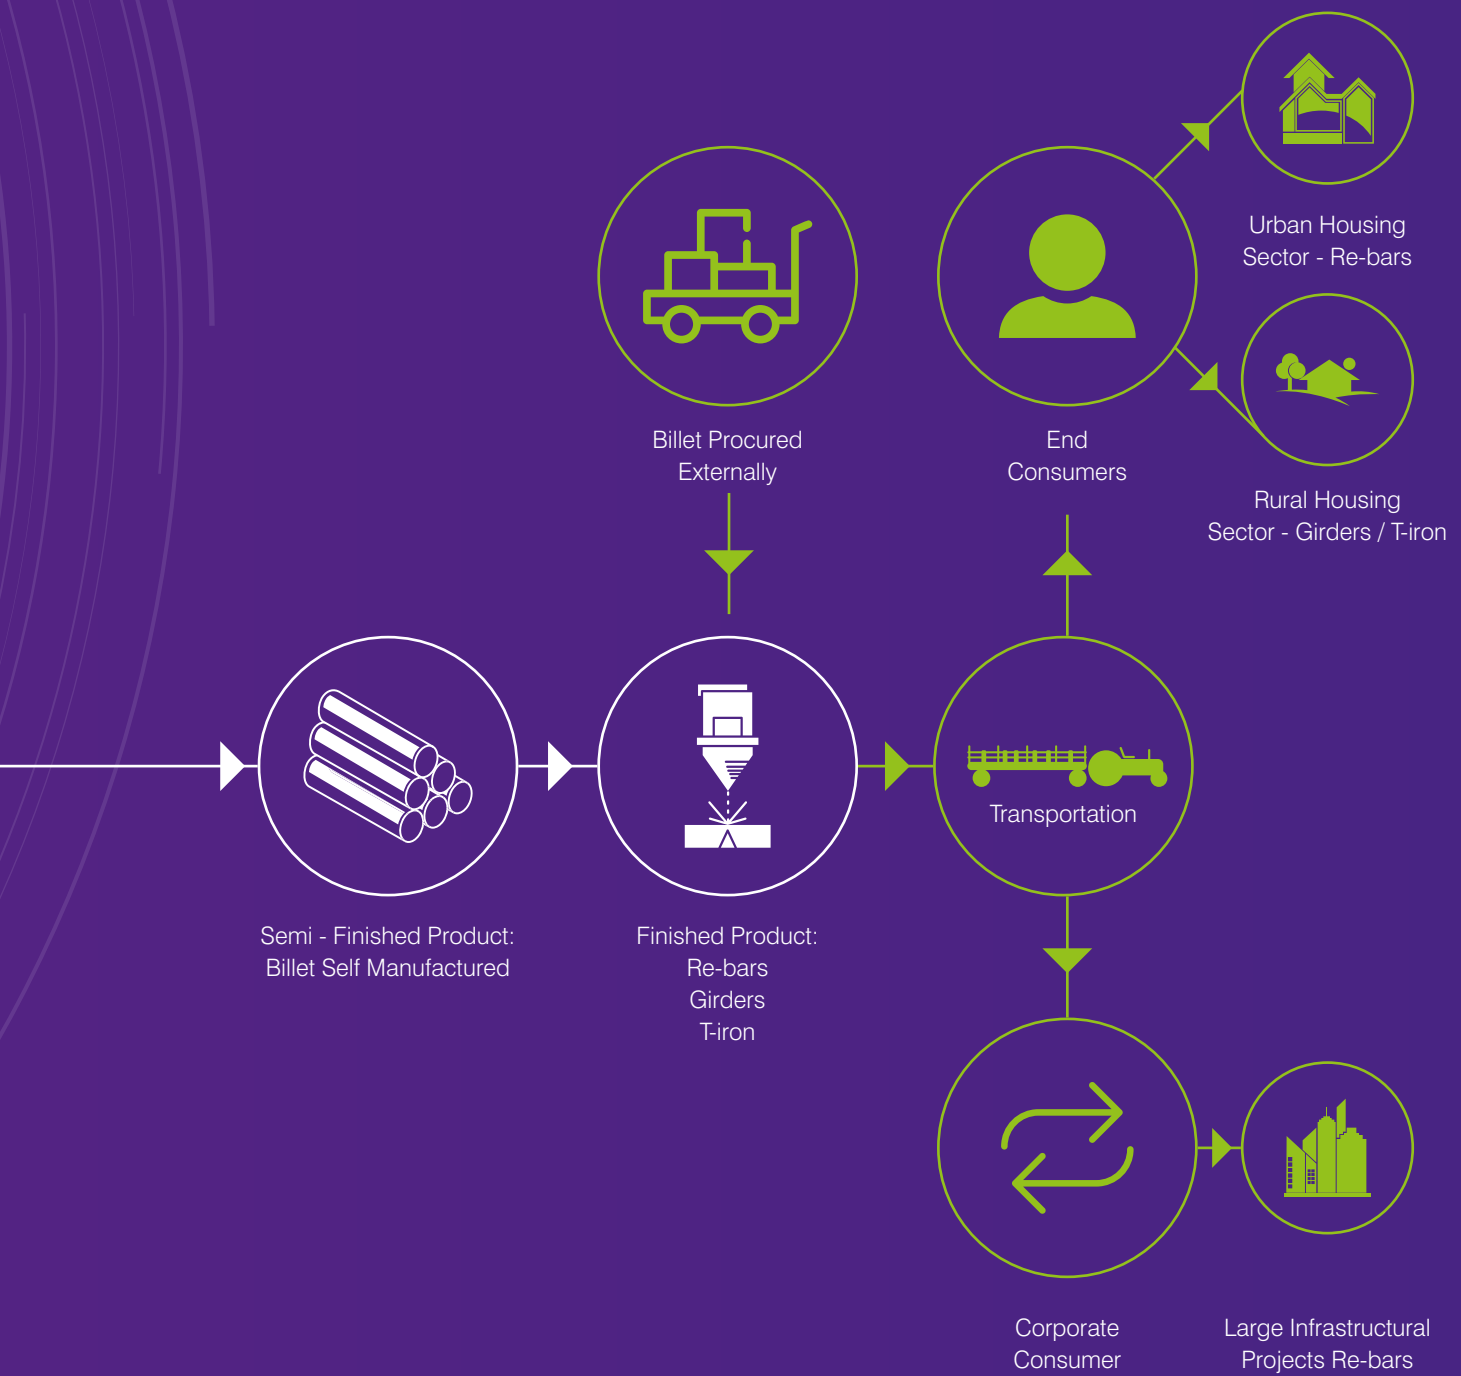 Urban Housing
Sector - Re-bars
Billet Procured
Externally
End
Consumers
Rural Housing
Sector - Girders / T-iron
Transportation
Semi - Finished Product:
Billet Self Manufactured
Finished Product:
Re-bars
Girders
T-iron
Corporate
Consumer
Large Infrastructural
Projects Re-bars